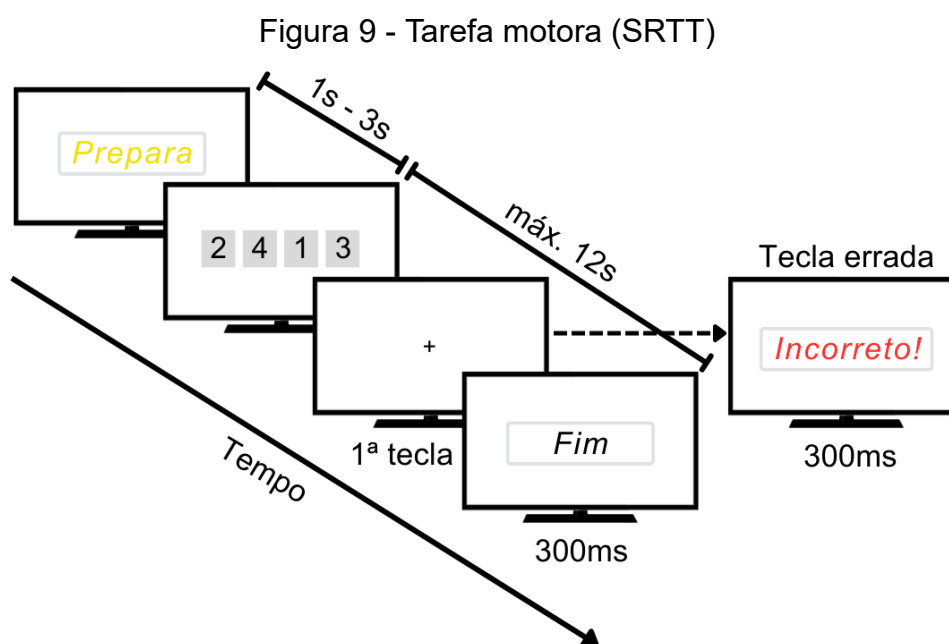 Figura 9 - Tarefa motora (SRTT)
1s - 3s
Prepara
máx. 12s
2 4 1 3
Tecla errada
+
Incorreto!
1ª tecla
Fim
300ms
Tempo
300ms